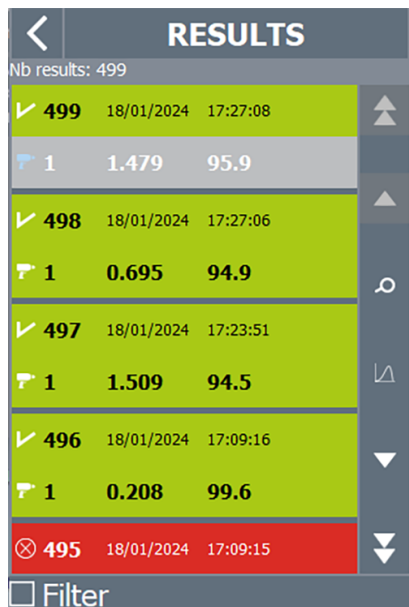 RESULTS
Nb results: 499
499 18/01/2024 17:27:08
1 1.479 95.9
498 18/01/2024 17:27:06
1 0.695 94.9
497 18/01/2024 17:23:51
1 1.509 94.5
496 18/01/2024 17:09:16
1 0.208 99.6
495 18/01/2024 17:09:15
Filter